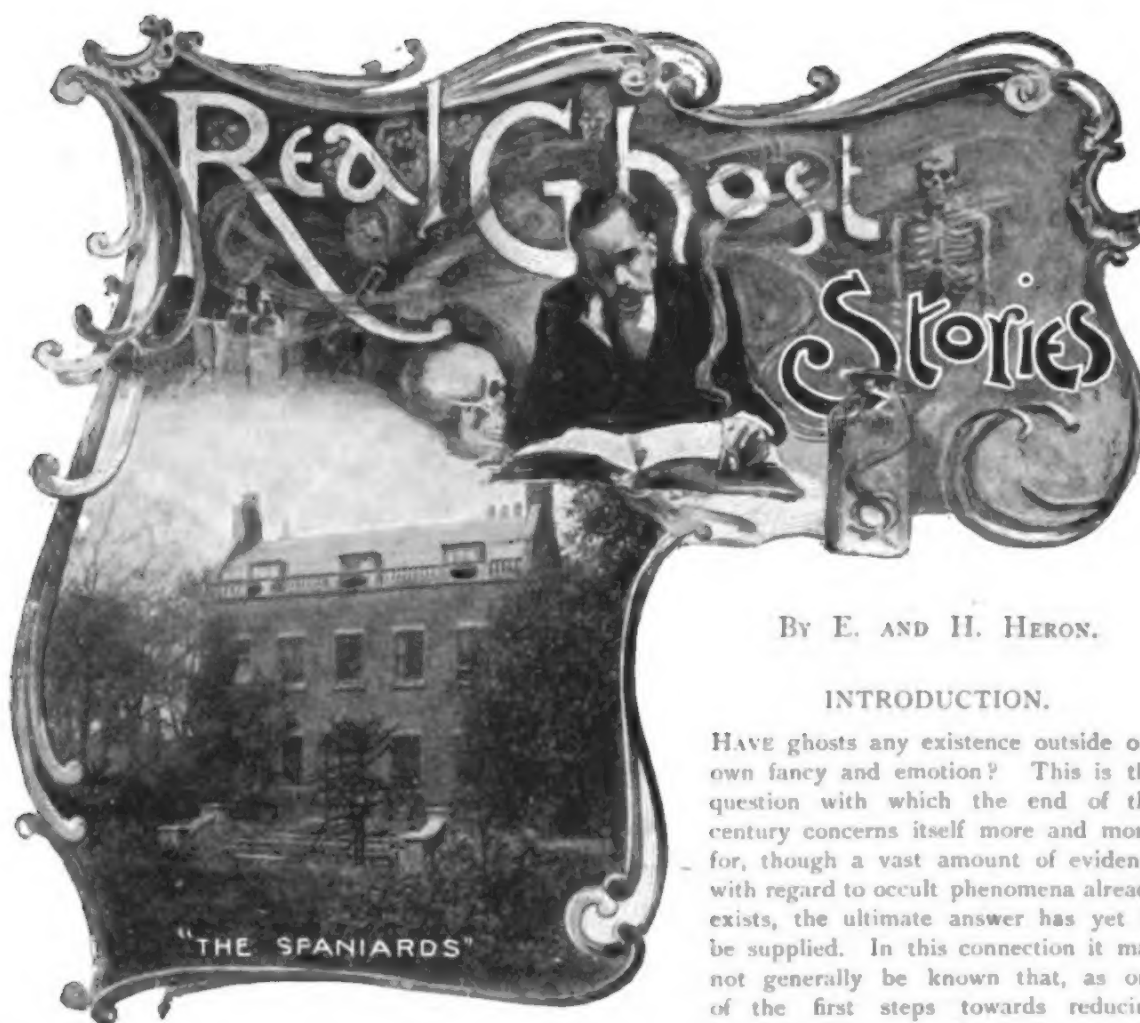 Real Ghost
Stories
By E. AND H. HERON.
INTRODUCTION.
HAVE ghosts any existence outside o
own fancy and emotion? This is th
question with which the end of th
century concerns itself more and mor
for, though a vast amount of eviden
with regard to occult phenomena alread
exists, the ultimate answer has yet
be supplied. In this connection it ma
not generally be known that, as on
of the first steps towards reducin
"THE SPANIARDS"